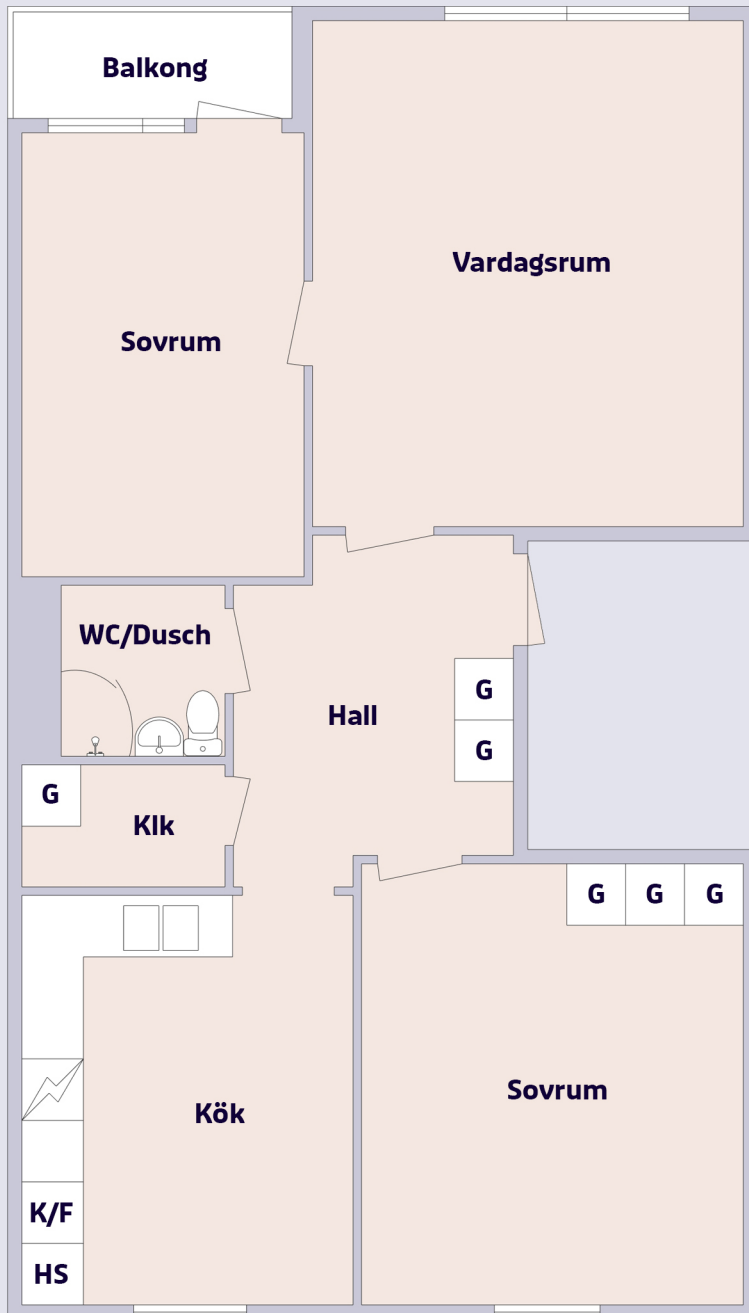 Balkong
Vardagsrum
Sovrum
WC/Dusch
G
Hall
G
G
Klk
G G G
Sovrum
Kök
K/F
HS